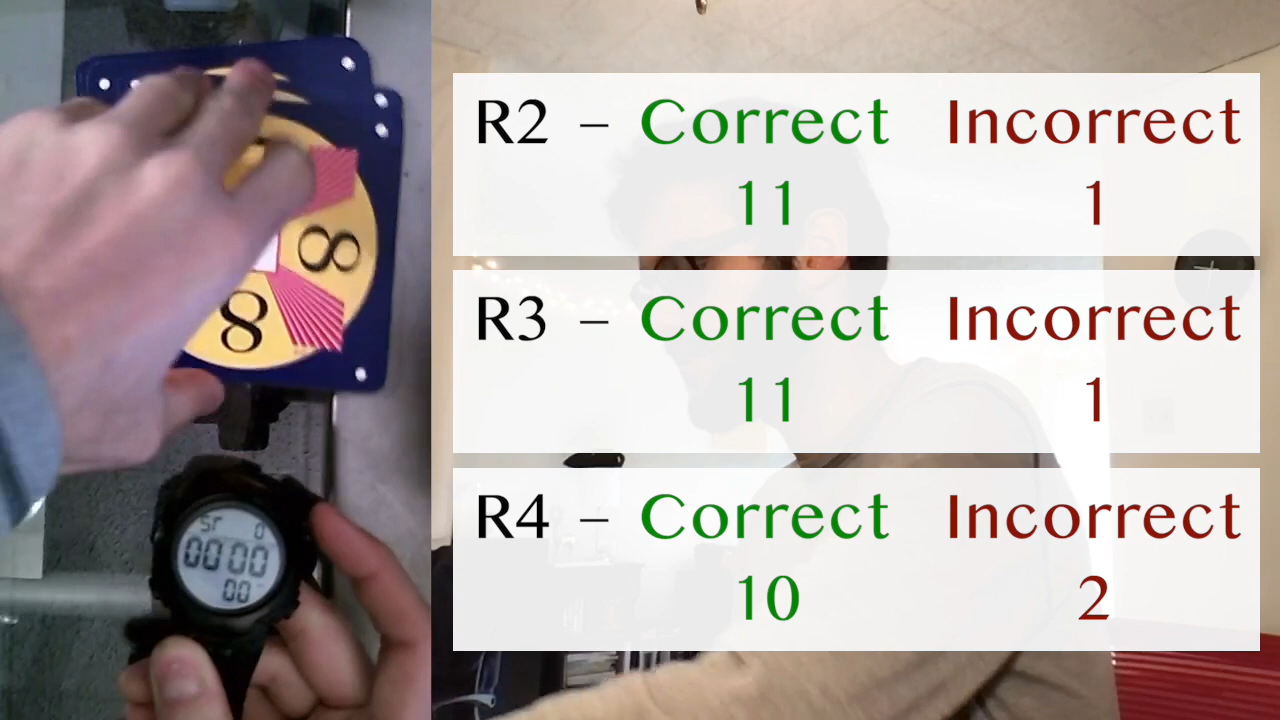 R2 – Correct Incorrect
11 1
R3 – Correct Incorrect
11 1
R4 – Correct Incorrect
10 2
8
8
Sr 0
00:00
00